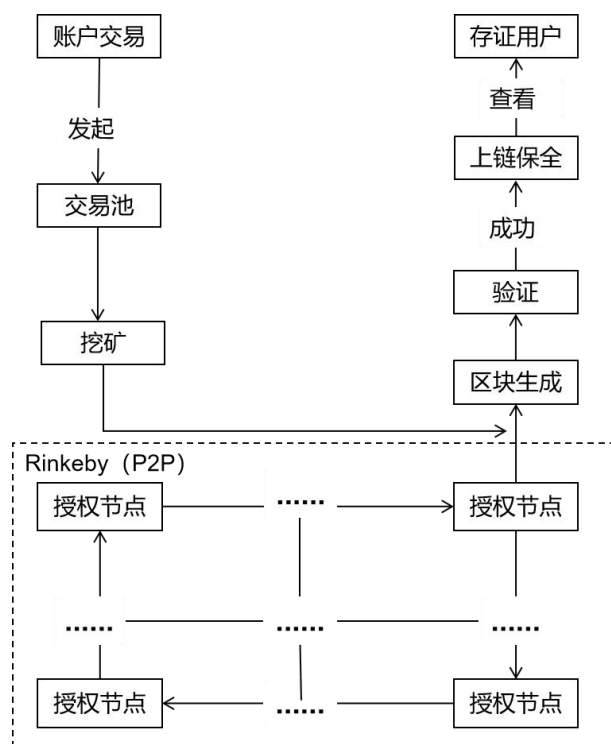 账户交易
发起
交易池
挖矿
存证用户
查看
上链保全
成功
验证
区块生成
Rinkeby（P2P）
授权节点
……
授权节点
……
……
……
授权节点
……
授权节点